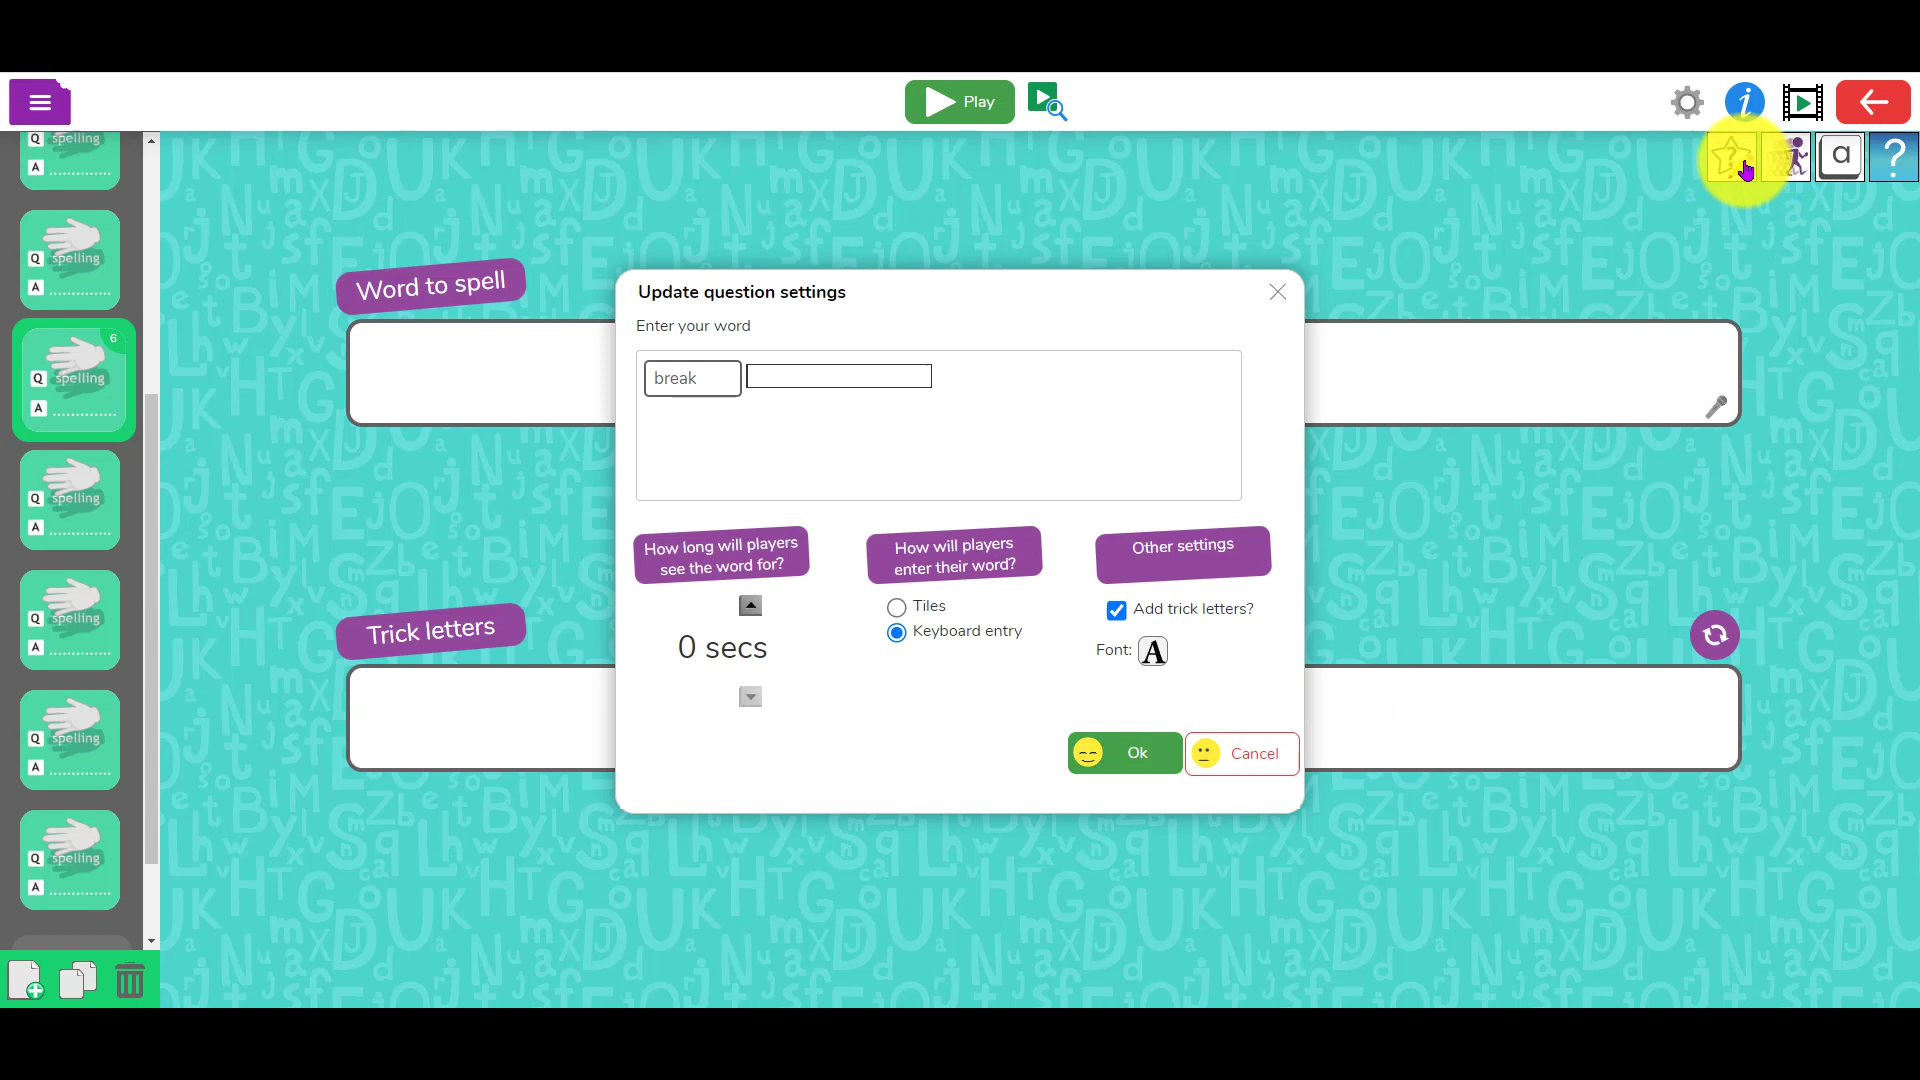 Play
i
a
?
Q spelling
A
Q spelling
A
6
Q spelling
A
Q spelling
A
Q spelling
A
Q spelling
A
Q spelling
A
Word to spell
Trick letters
Update question settings
Enter your word
break
How long will players
see the word for?
0 secs
How will players
enter their word?
Tiles
Keyboard entry
Other settings
Add trick letters?
Font: A
Ok
Cancel